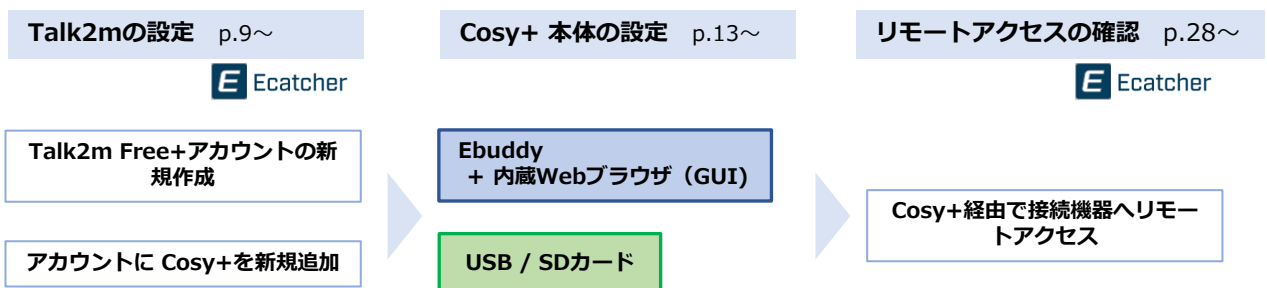 Talk2mの設定 p.9～
E Ecatcher
Talk2m Free+アカウントの新
規作成
アカウントに Cosy+を新規追加
Cosy+ 本体の設定 p.13～
Ebuddy
+ 内蔵Webブラウザ（GUI)
USB / SDカード
リモートアクセスの確認 p.28～
E Ecatcher
Cosy+経由で接続機器へリモー
トアクセス